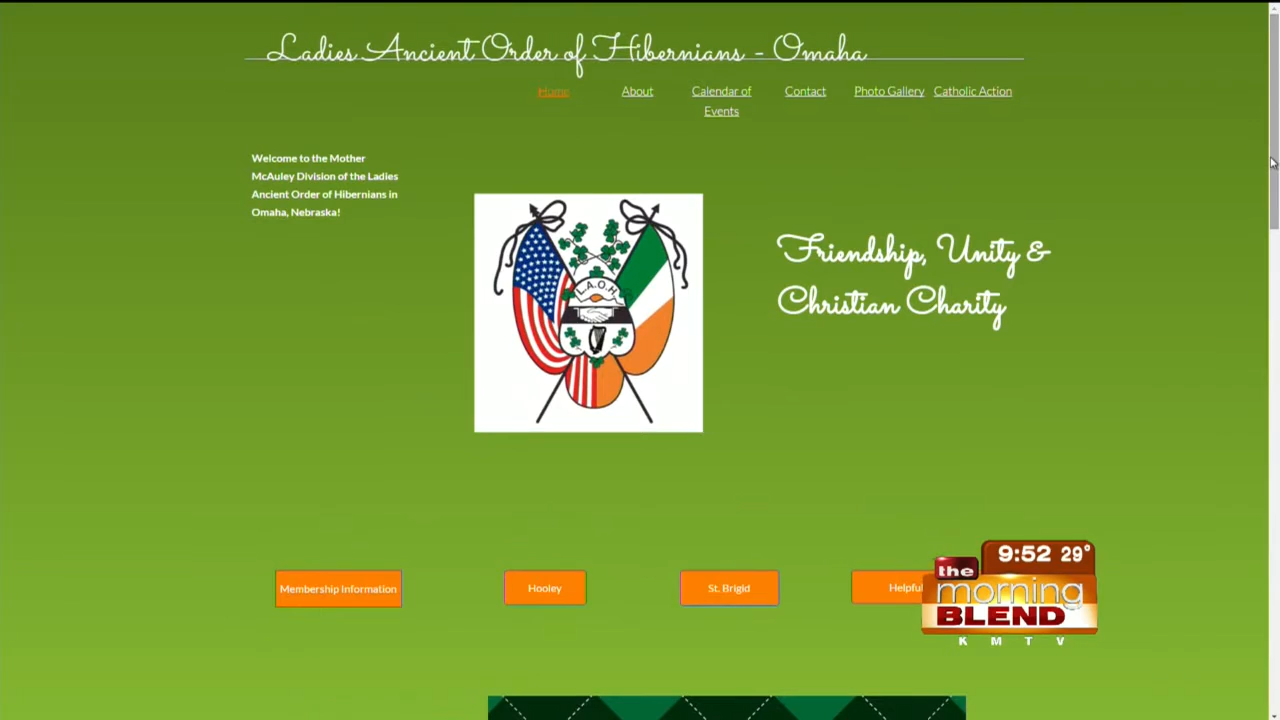 Ladies Ancient Order of Hibernians - Omaha
Home
About
Calendar of
Events
Contact
Photo Gallery
Catholic Action
Welcome to the Mother
McAuley Division of the Ladies
Ancient Order of Hibernians in
Omaha, Nebraska!
L.A.O.H.
Friendship, Unity &
Christian Charity
Membership Information
Hooley
St. Brigid
Helpful
9:52 29°
the
morning
BLEND
KMTV